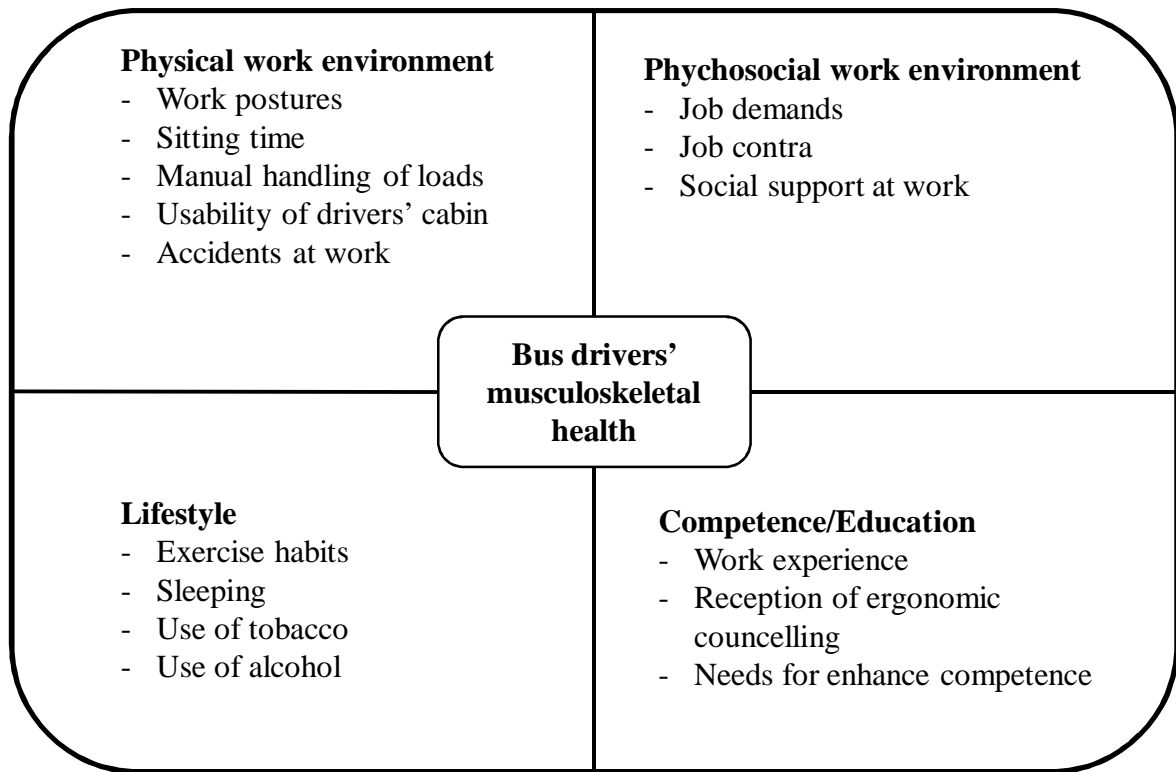 Physical work environment
- Work postures
- Sitting time
- Manual handling of loads
- Usability of drivers’ cabin
- Accidents at work
Phychosocial work environment
- Job demands
- Job contra
- Social support at work
Bus drivers’
musculoskeletal
health
Lifestyle
- Exercise habits
- Sleeping
- Use of tobacco
- Use of alcohol
Competence/Education
- Work experience
- Reception of ergonomic
councelling
- Needs for enhance competence